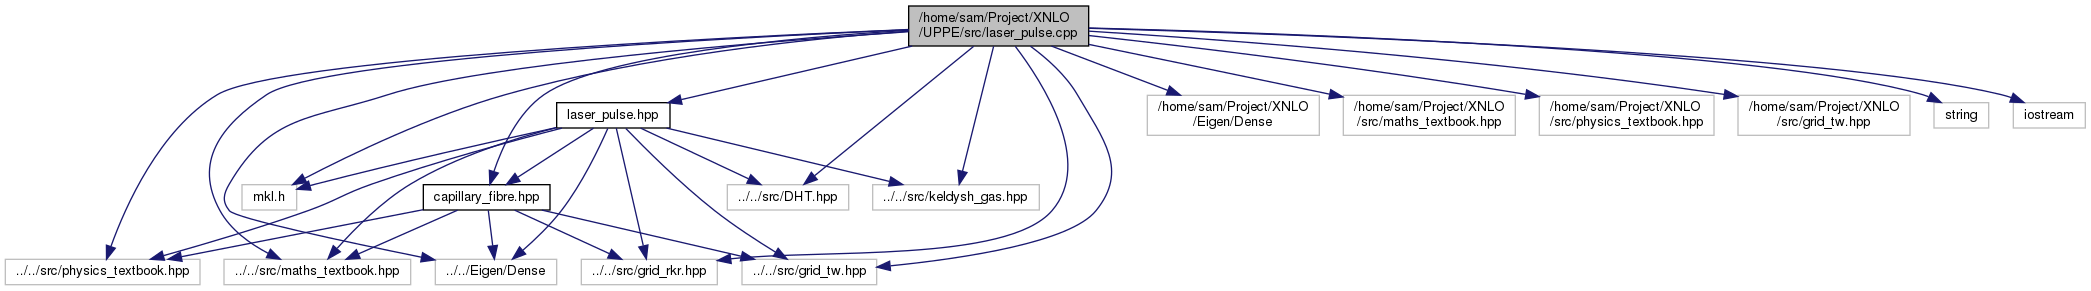 /home/sam/Project/XNLO
/UPPE/src/laser_pulse.cpp
laser_pulse.hpp
/home/sam/Project/XNLO
/Eigen/Dense
/home/sam/Project/XNLO
/src/maths_textbook.hpp
/home/sam/Project/XNLO
/src/physics_textbook.hpp
/home/sam/Project/XNLO
/src/grid_tw.hpp
string
iostream
mkl.h
capillary_fibre.hpp
../../src/DHT.hpp
../../src/keldysh_gas.hpp
../../src/physics_textbook.hpp
../../src/maths_textbook.hpp
../../Eigen/Dense
../../src/grid_rkr.hpp
../../src/grid_tw.hpp